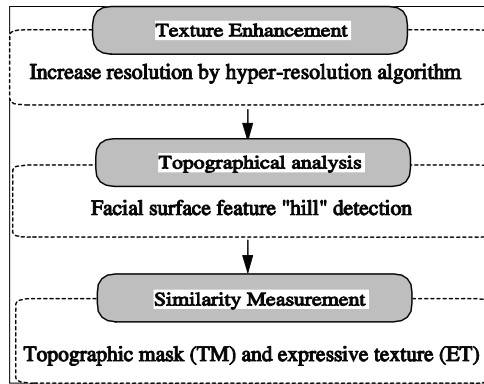 Texture Enhancement
Increase resolution by hyper-resolution algorithm
Topographical analysis
Facial surface feature "hill" detection
Similarity Measurement
Topographic mask (TM) and expressive texture (ET)